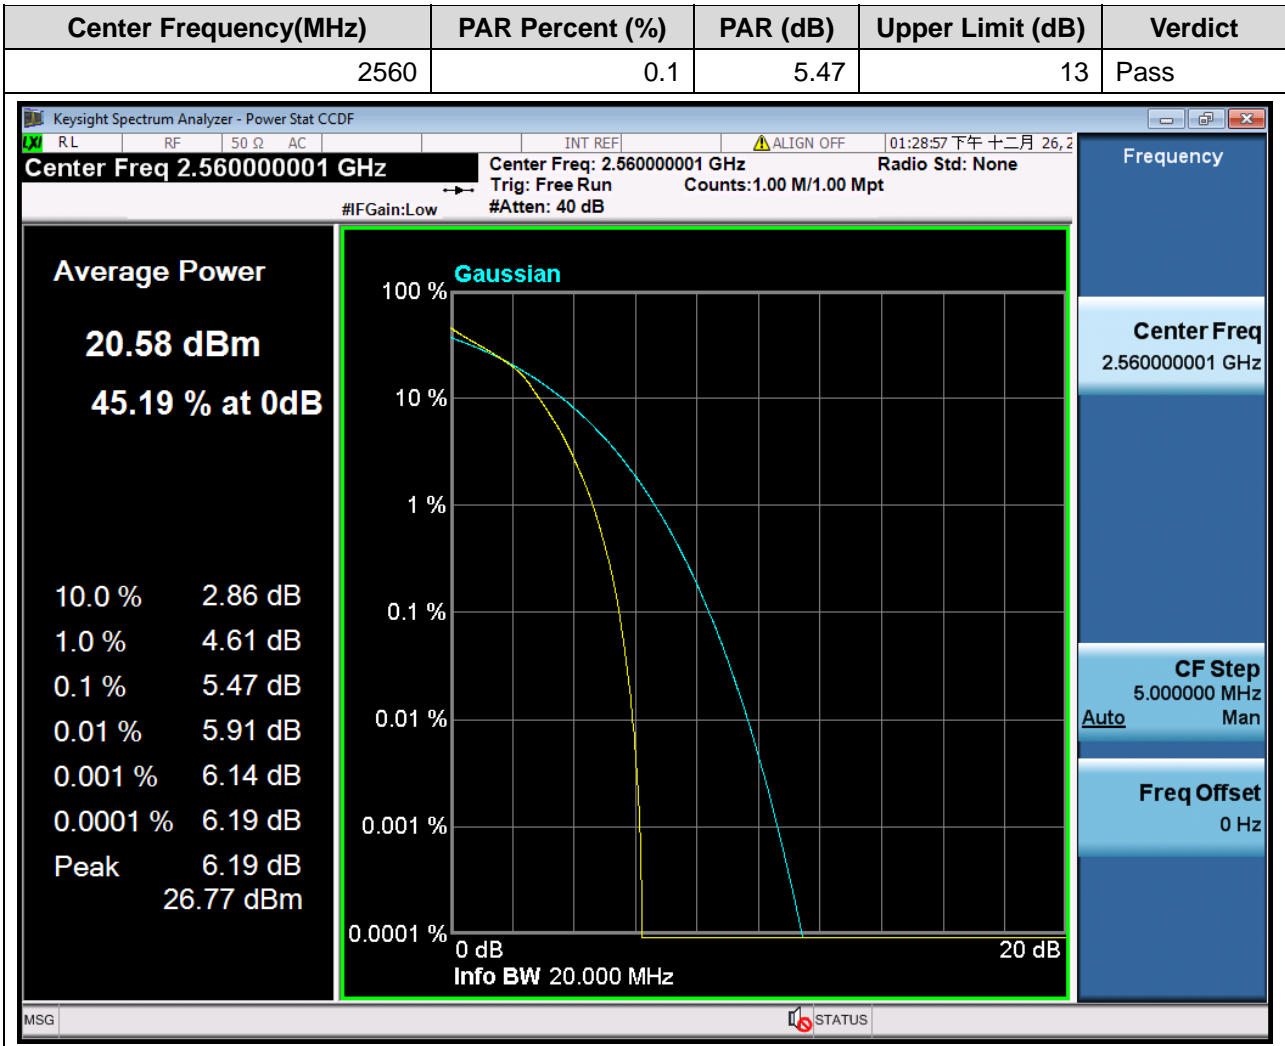 Center Frequency(MHz) PAR Percent (%) PAR (dB) Upper Limit (dB) Verdict
2560 0.1 5.47 13 Pass
Keysight Spectrum Analyzer - Power Stat CCDF
LXI RL RF 50 Ω AC INT REF ALIGN OFF 01:28:57 下午 十二月 26, 2
Center Freq 2.560000001 GHz
Center Freq: 2.560000001 GHz Radio Std: None
Trig: Free Run Counts:1.00 M/1.00 Mpt
#IFGain:Low #Atten: 40 dB
Average Power
20.58 dBm
45.19 % at 0dB
10.0 % 2.86 dB
1.0 % 4.61 dB
0.1 % 5.47 dB
0.01 % 5.91 dB
0.001 % 6.14 dB
0.0001 % 6.19 dB
Peak 6.19 dB
26.77 dBm
Gaussian
100 %
10 %
1 %
0.1 %
0.01 %
0.001 %
0.0001 %
0 dB 20 dB
Info BW 20.000 MHz
Frequency
Center Freq
2.560000001 GHz
CF Step
5.000000 MHz
Auto Man
Freq Offset
0 Hz
MSG STATUS